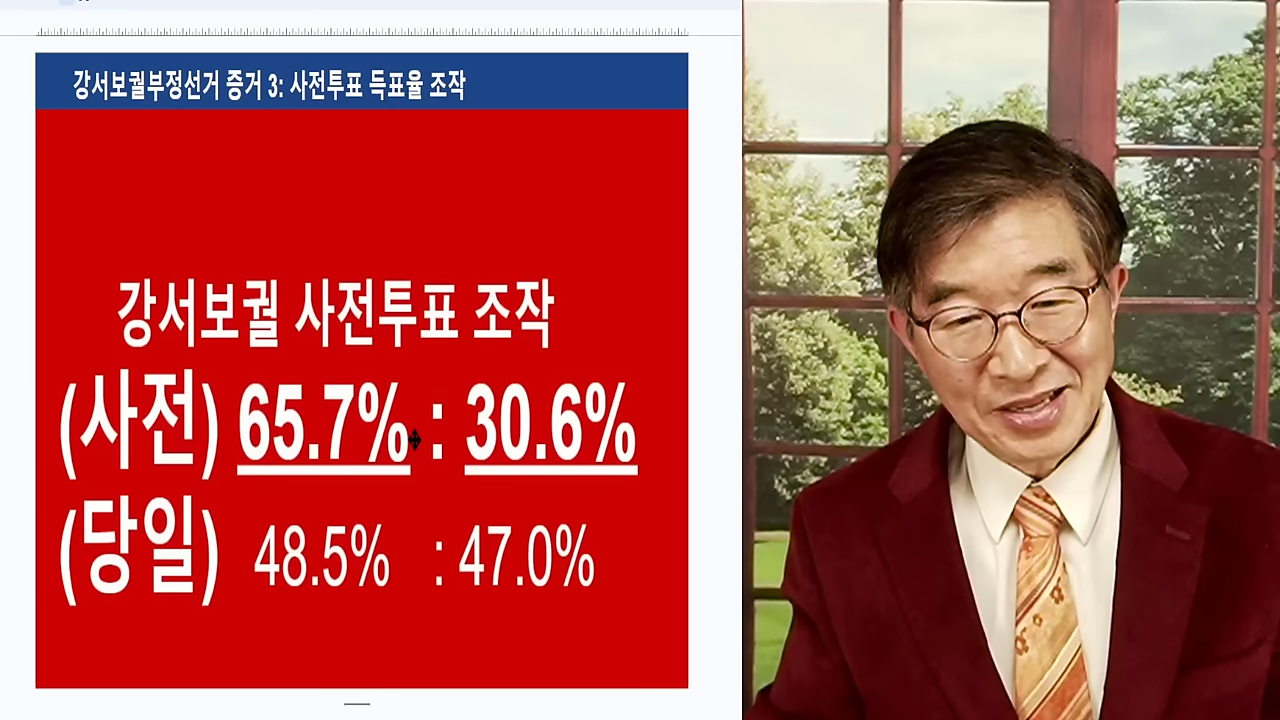 강서보궐부정선거 증거 3: 사전투표 득표율 조작
강서보궐 사전투표 조작
(사전) 65.7% : 30.6%
(당일) 48.5% : 47.0%